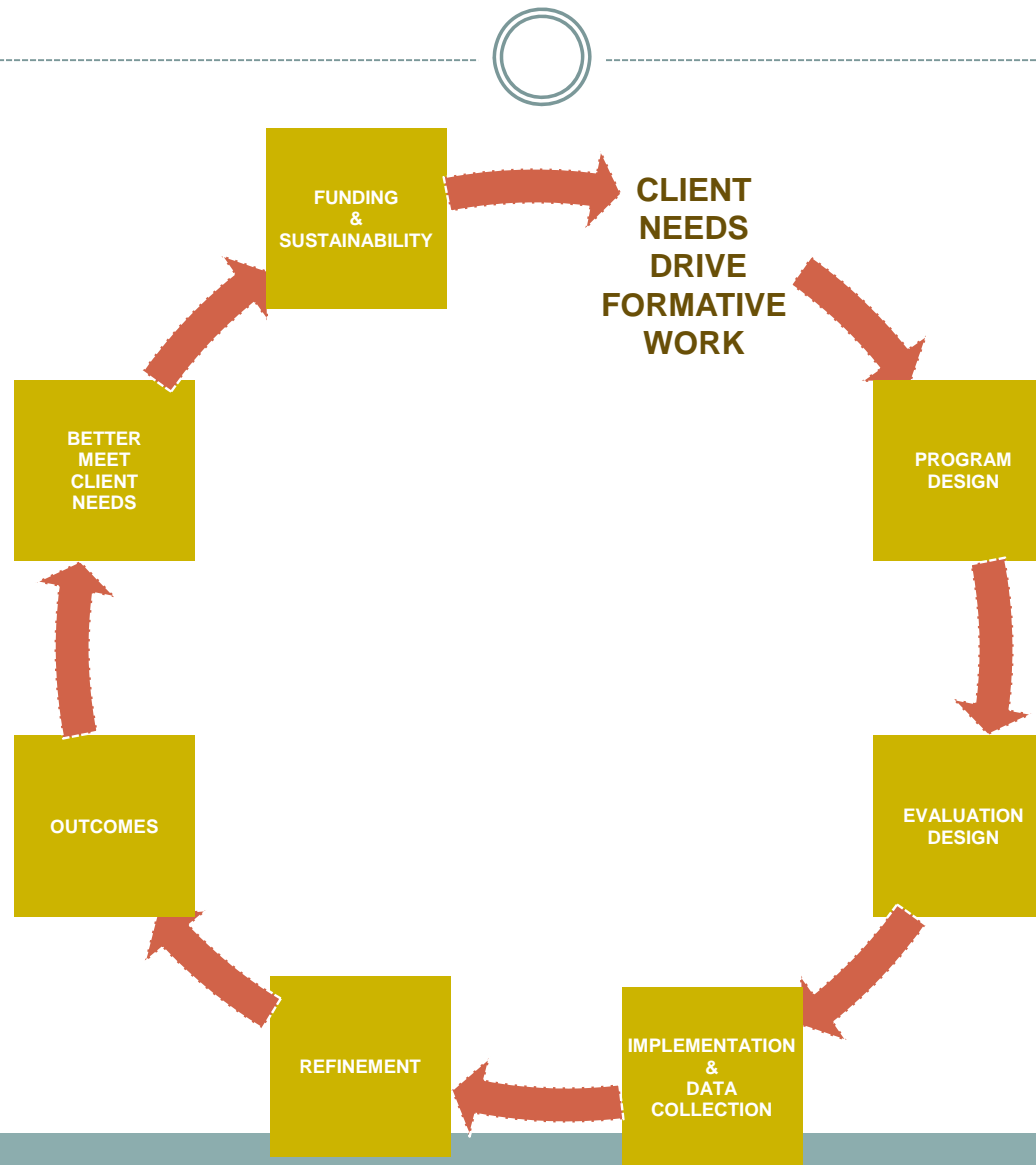 FUNDING
&
SUSTAINABILITY
CLIENT
NEEDS
DRIVE
FORMATIVE
WORK
PROGRAM
DESIGN
EVALUATION
DESIGN
IMPLEMENTATION
&
DATA
COLLECTION
REFINEMENT
OUTCOMES
BETTER
MEET
CLIENT
NEEDS